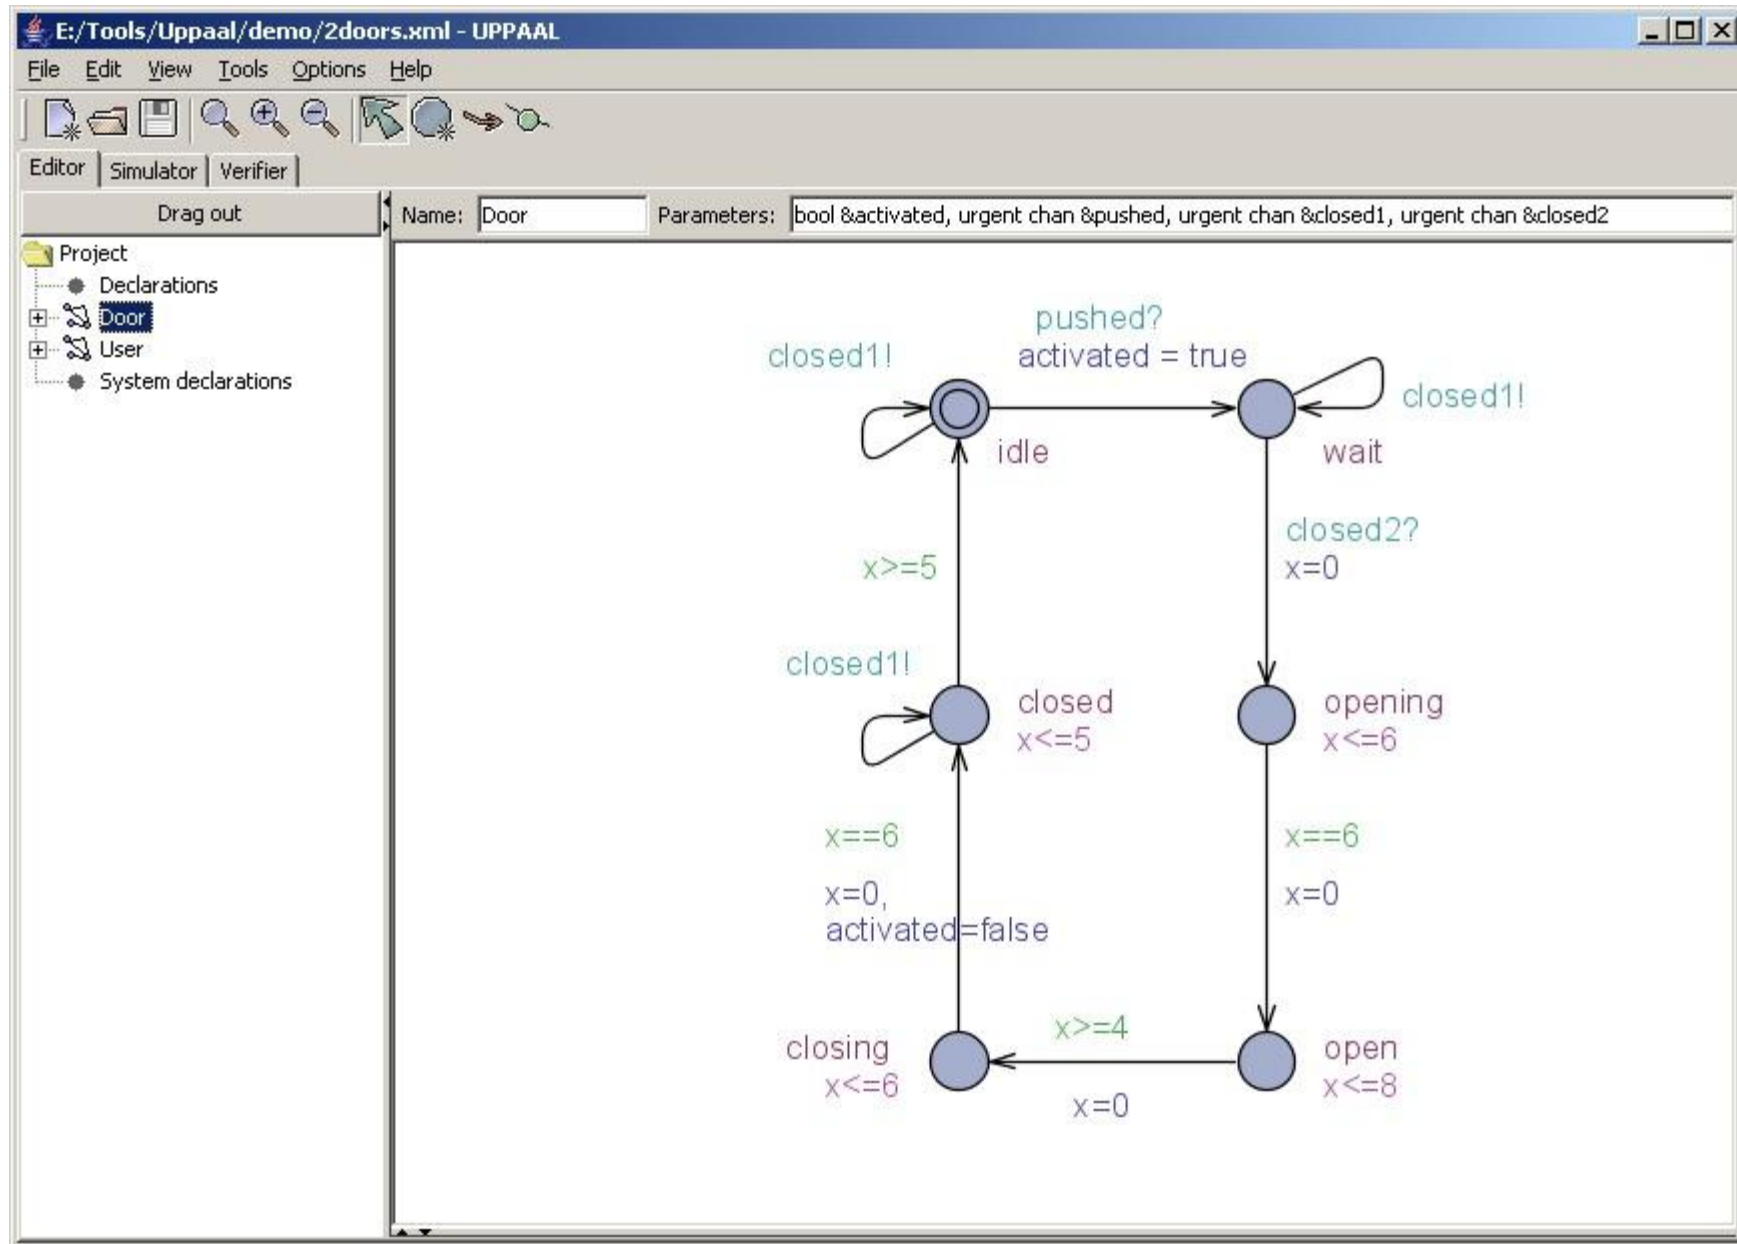 E:/Tools/Uppaal/demo/2doors.xml - UPPAAL
File Edit View Tools Options Help
Editor Simulator Verifier
Drag out
Name: Door Parameters: bool &activated, urgent chan &pushed, urgent chan &closed1, urgent chan &closed2
Project
Declarations
Door
User
System declarations
pushed?
closed1! activated = true
closed1!
idle wait
closed2?
x>=5 x=0
closed1!
closed opening
x<=5 x<=6
x==6 x==6
x=0, x=0
activated=false
x>=4
closing open
x<=6 x<=8
x=0